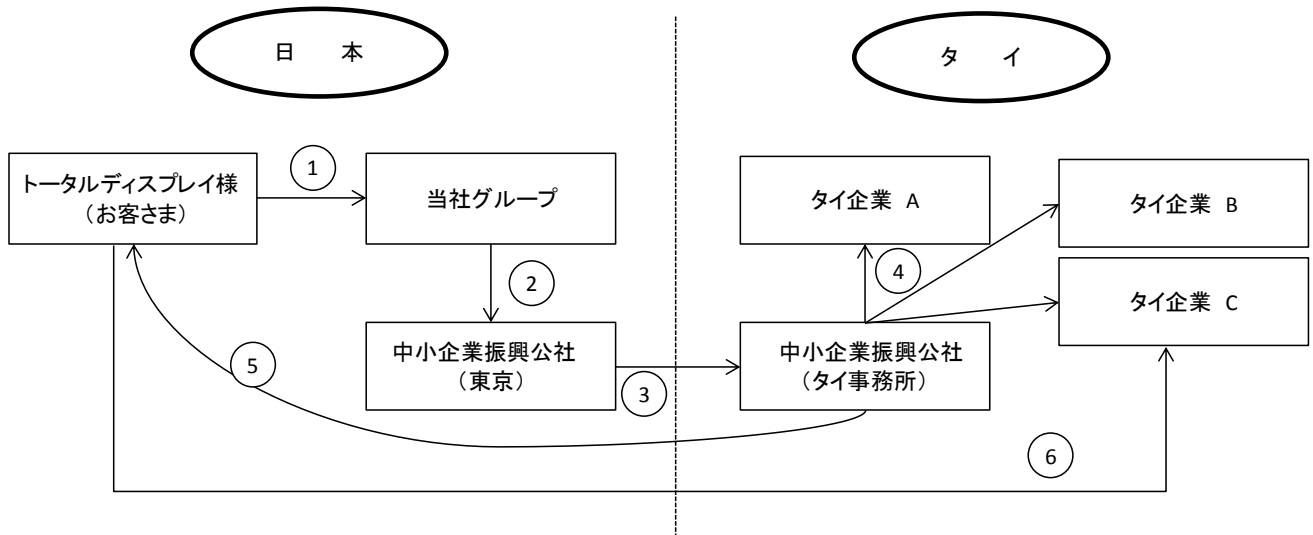 日　本
タ　イ
トータルディスプレイ様
（お客さま）
1
当社グループ
タイ企業 A
タイ企業 B
2
4
タイ企業 C
中小企業振興公社
（東京）
3
中小企業振興公社
（タイ事務所）
5
6